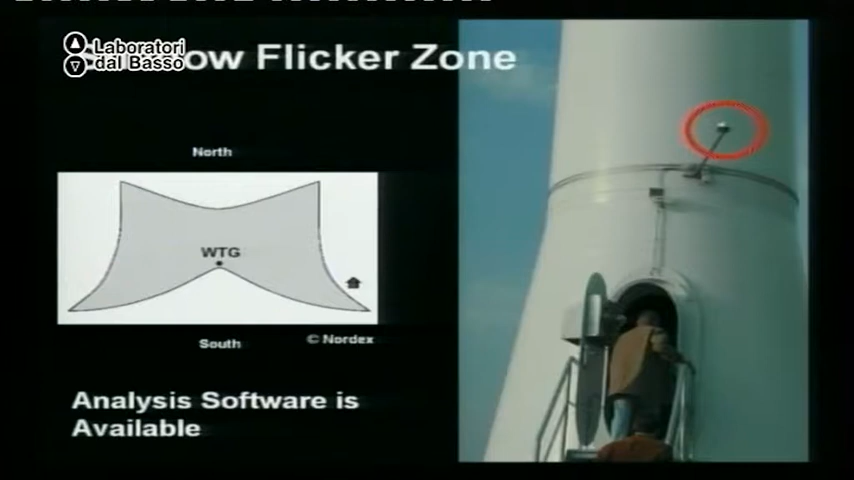 Laboratori
dal Basso
ow Flicker Zone
North
WTG
South
© Nordex
Analysis Software is
Available